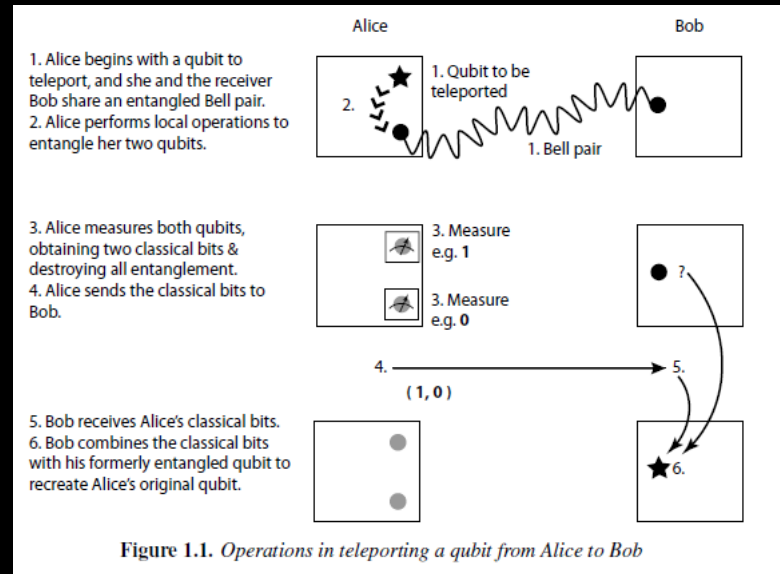 Alice
Bob
1. Alice begins with a qubit to
teleport, and she and the receiver
Bob share an entangled Bell pair.
2. Alice performs local operations to
entangle her two qubits.
2.
1. Qubit to be
teleported
1. Bell pair
3. Alice measures both qubits,
obtaining two classical bits &
destroying all entanglement.
4. Alice sends the classical bits to
Bob.
3. Measure
e.g. 1
3. Measure
e.g. 0
?
4.
5.
( 1, 0 )
5. Bob receives Alice's classical bits.
6. Bob combines the classical bits
with his formerly entangled qubit to
recreate Alice's original qubit.
6.
Figure 1.1. Operations in teleporting a qubit from Alice to Bob